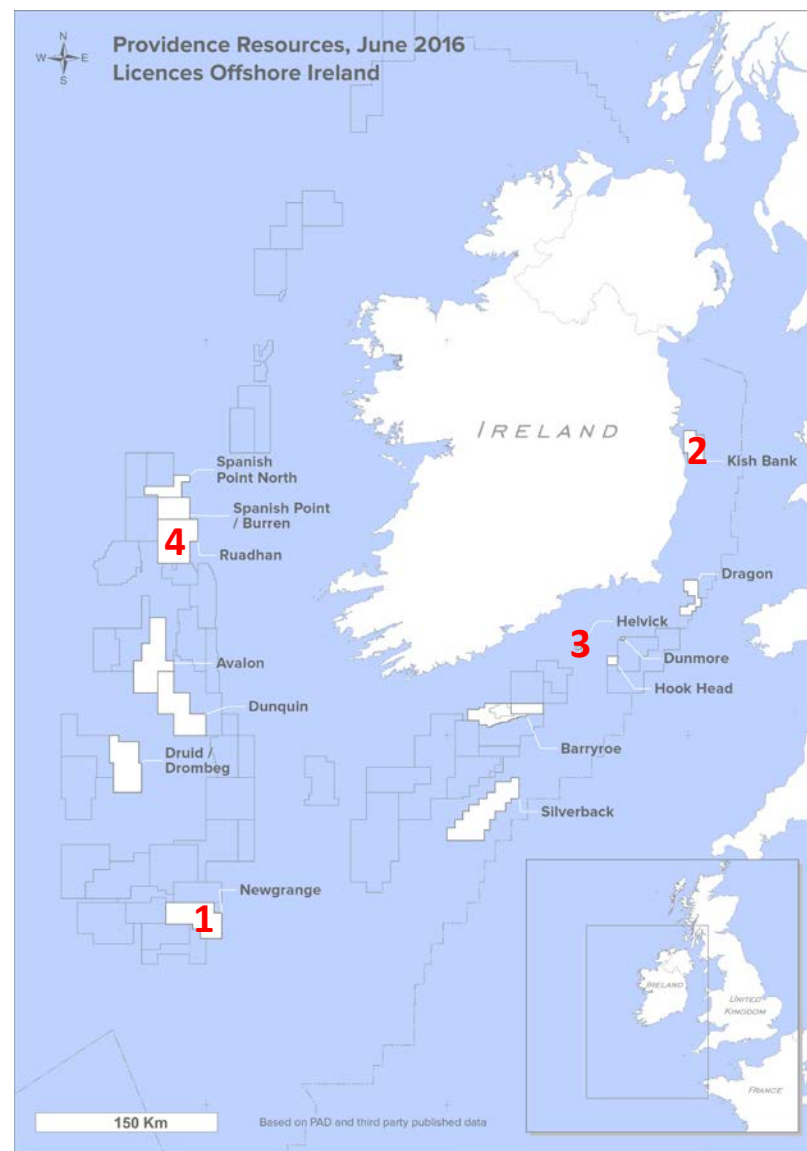 N
W E
S
Providence Resources, June 2016
Licences Offshore Ireland
IRELAND
2
Kish Bank
Spanish
Point North
Spanish Point
/ Burren
4
Ruadhan
Dragon
Helvick
3
Dunmore
Hook Head
Avalon
Dunquin
Barryroe
Druid /
Drombeg
Silverback
Newgrange
1
IRELAND
UNITED
KINGDOM
FRANCE
150 Km
Based on PAD and third party published data